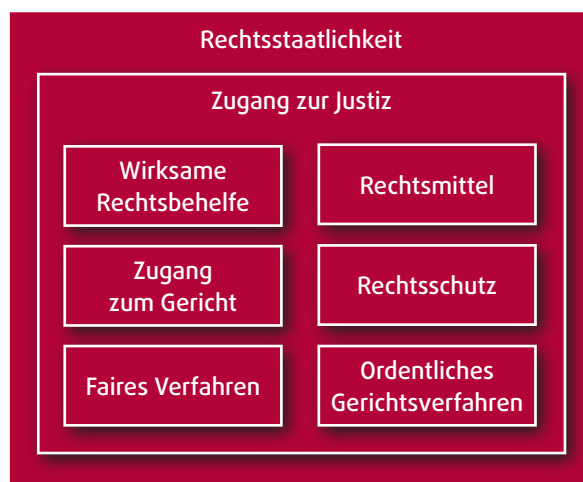 Rechtsstaatlichkeit
Zugang zur Justiz
Wirksame
Rechtsbehelfe
Rechtsmittel
Zugang
zum Gericht
Rechtsschutz
Faires Verfahren
Ordentliches
Gerichtsverfahren